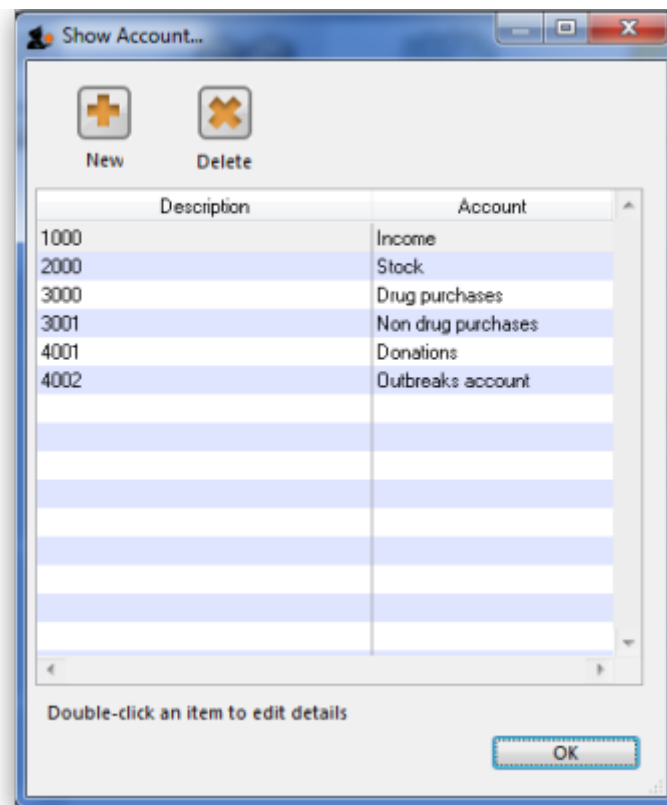 Show Account...
New Delete
Description Account
1000 Income
2000 Stock
3000 Drug purchases
3001 Non drug purchases
4001 Donations
4002 Outbreaks account
Double-click an item to edit details
OK